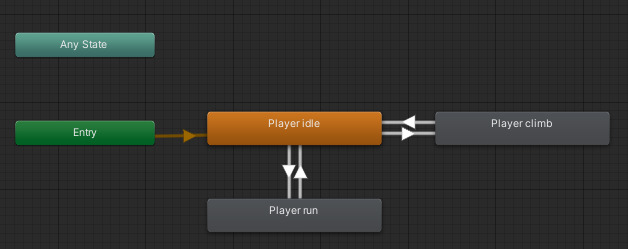 Any State
Entry
Player idle
Player climb
Player run